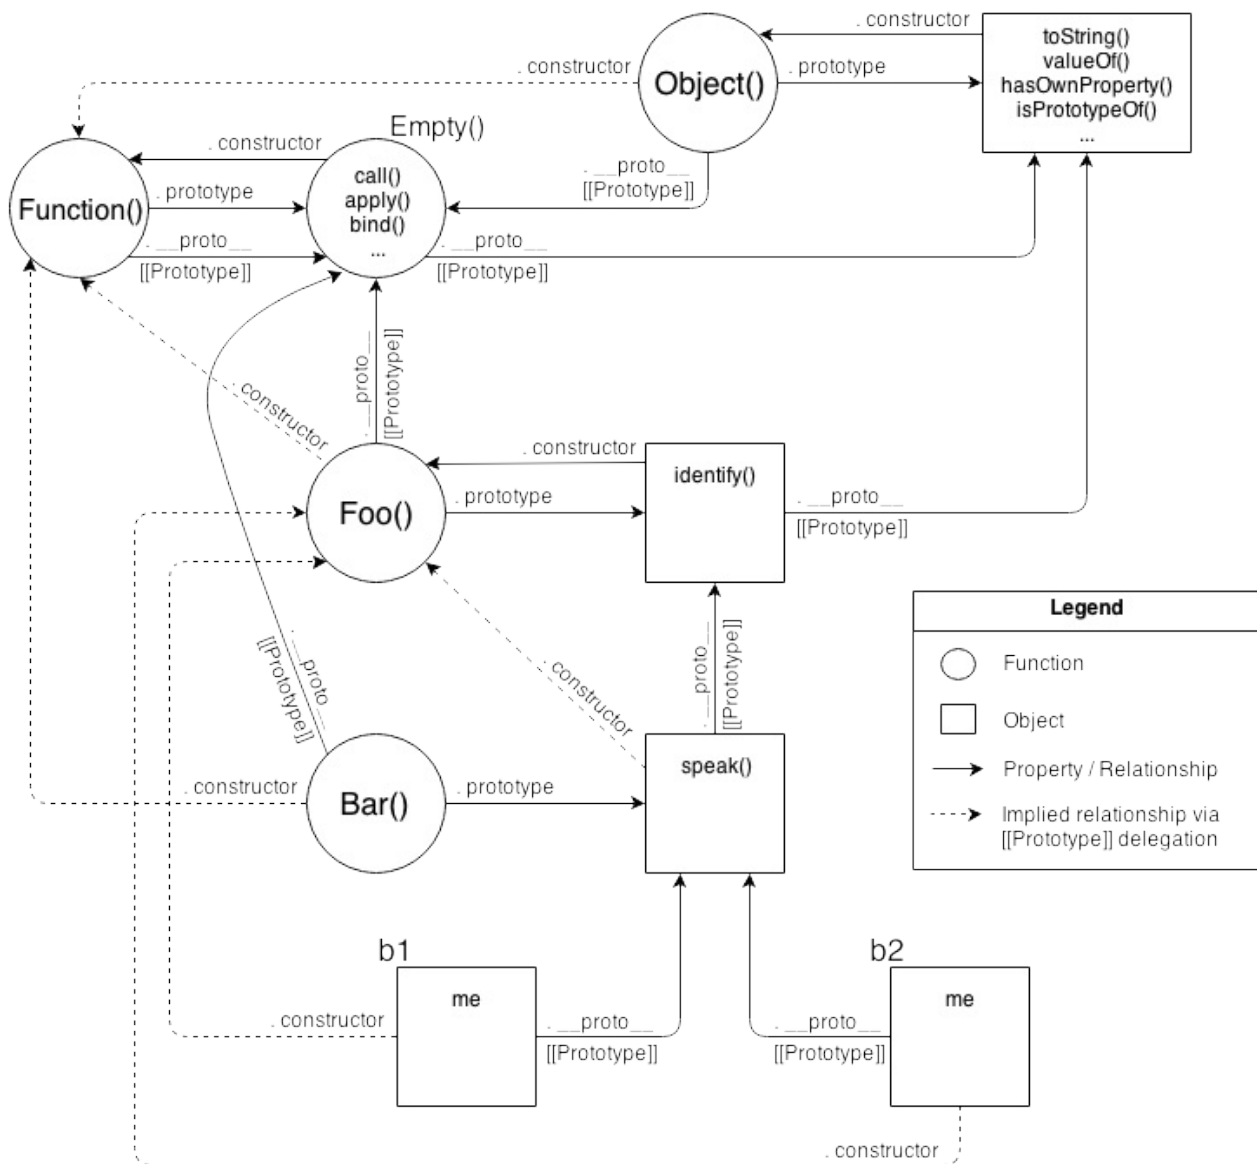 . constructor
toString()
valueOf()
hasOwnProperty()
isPrototypeOf()
...
. constructor
Object()
. prototype
Empty()
. constructor
. __proto__
[[Prototype]]
call()
apply()
bind()
...
Function()
. prototype
. __proto__
[[Prototype]]
. __proto__
[[Prototype]]
. __proto__
[[Prototype]]
. constructor
. constructor
identify()
Foo()
. prototype
. __proto__
[[Prototype]]
Legend
Function
Object
Property / Relationship
Implied relationship via
[[Prototype]] delegation
. __proto__
[[Prototype]]
. __proto__
[[Prototype]]
. constructor
speak()
. constructor
Bar()
. prototype
b1
me
. constructor
. __proto__
[[Prototype]]
b2
me
. __proto__
[[Prototype]]
. constructor